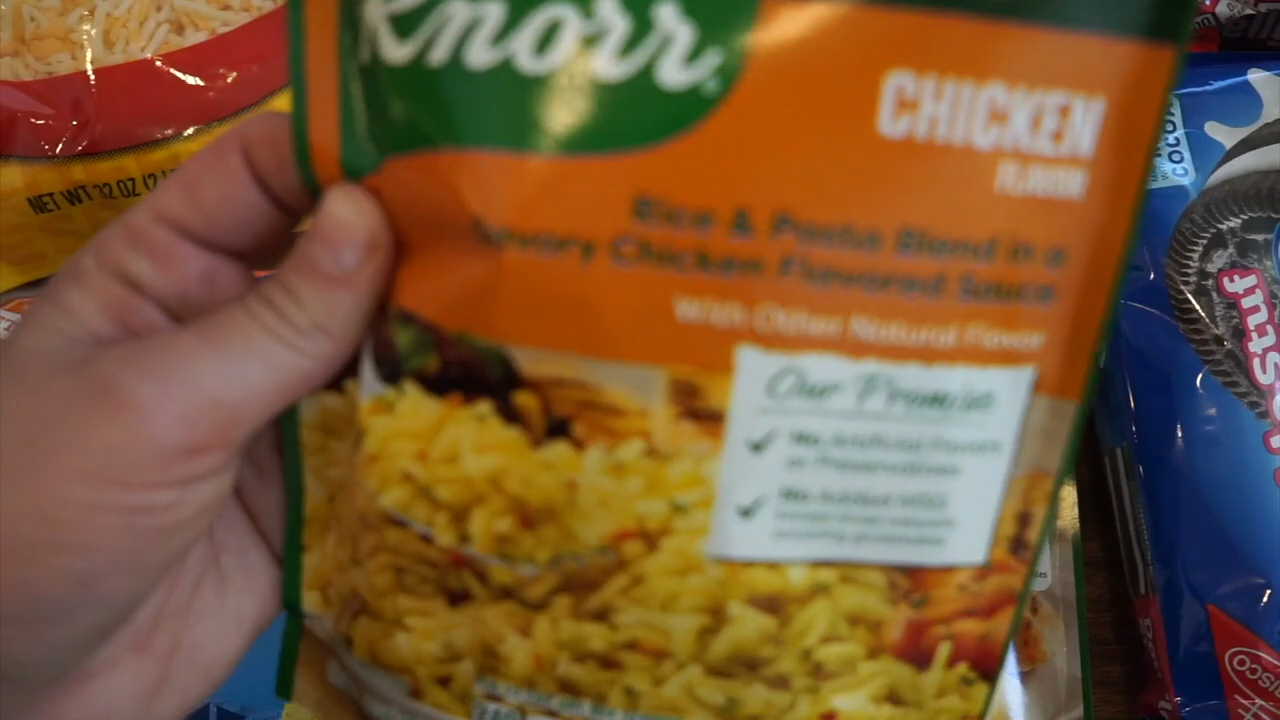 Knorr
CHICKEN
FLAVOR
Rice & Pasta Blend in a
Savory Chicken Flavored Sauce
With Other Natural Flavor
Our Promise
No Artificial Flavors
or Preservatives
No Added MSG
NET WT 32 OZ (2
COCOA
Stuf